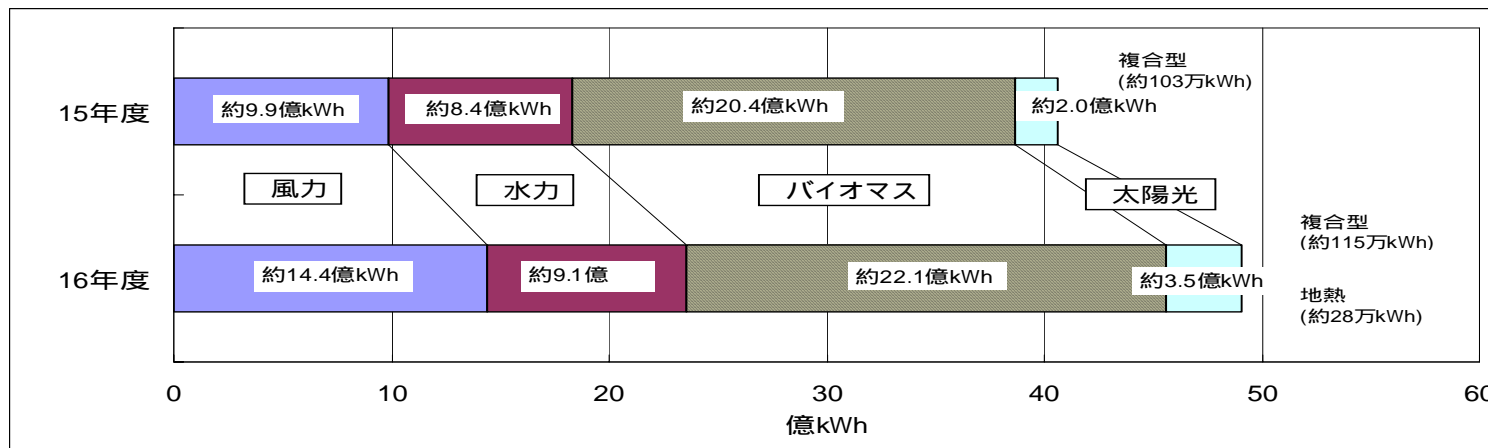 複合型
(約103万kWh)
15年度
約9.9億kWh
約8.4億kWh
約20.4億kWh
約2.0億kWh
風力
水力
バイオマス
太陽光
複合型
(約115万kWh)
16年度
約14.4億kWh
約9.1億
約22.1億kWh
約3.5億kWh
地熱
(約28万kWh)
0
10
20
30
40
50
60
億kWh